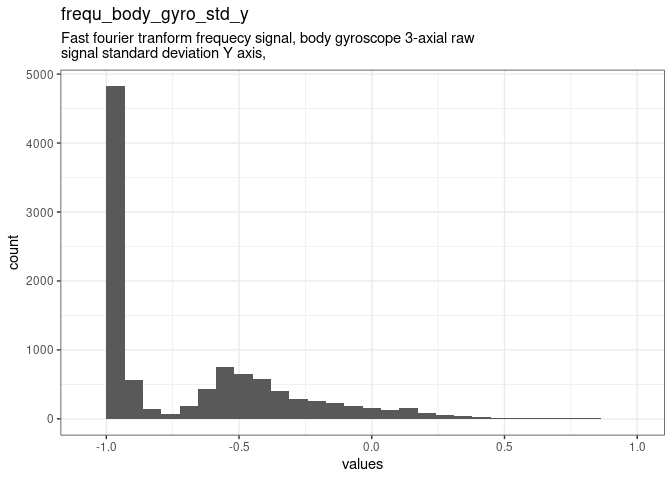 frequ_body_gyro_std_y
Fast fourier tranform frequecy signal, body gyroscope 3-axial raw
signal standard deviation Y axis,
5000
4000
3000
2000
1000
0
count
-1.0 -0.5 0.0 0.5 1.0
values